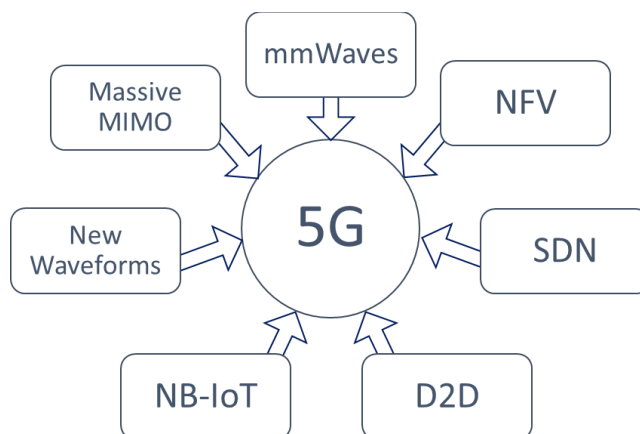 mmWaves
Massive
MIMO
NFV
5G
New
Waveforms
SDN
NB-IoT
D2D